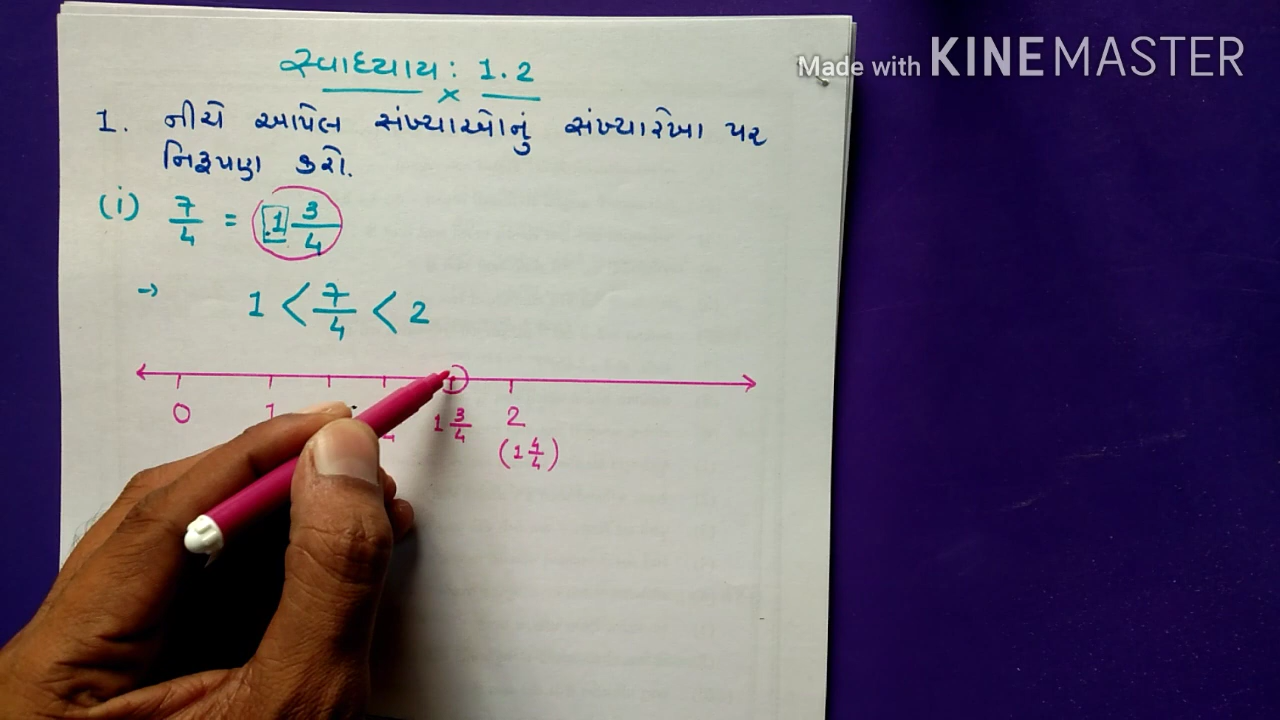 Made with KINEMASTER
સ્વાધ્યાય : 1.2
1. નીચે આપેલ સંખ્યાઓનું સંખ્યારેખા પર
નિરૂપણ કરો.
(i) 7/4 = 1 3/4
→ 1 < 7/4 < 2
0 1 1 3/4 2
(1 4/4)